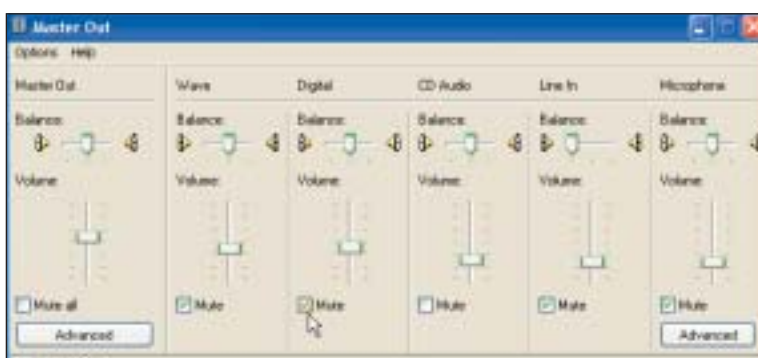 Master Out
Options Help
Master Out Wave Digital CD Audio Line In Microphone
Balance: Balance: Balance: Balance: Balance: Balance:
Volume: Volume: Volume: Volume: Volume: Volume:
Mute all Mute Mute Mute Mute Mute
Advanced Advanced